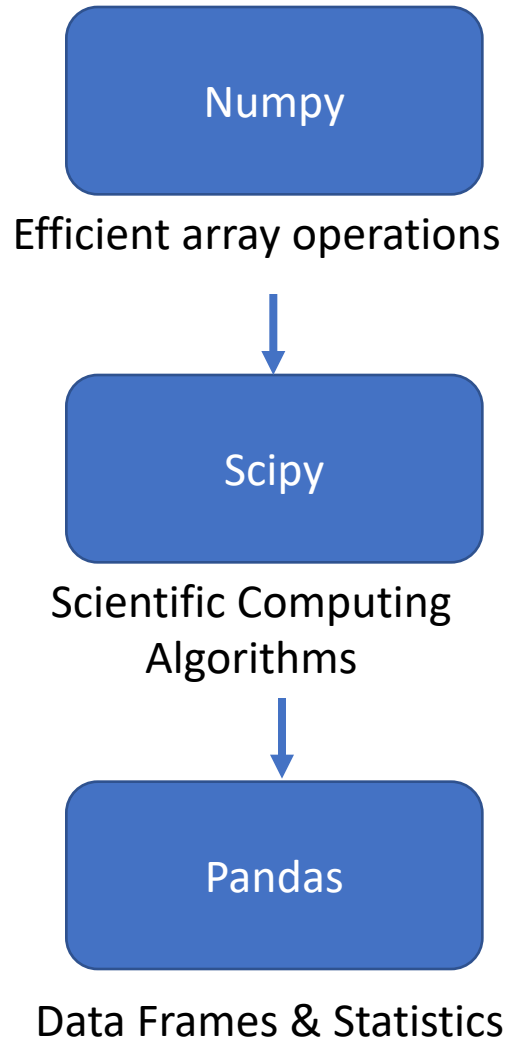 Numpy
Efficient array operations
Scipy
Scientific Computing
Algorithms
Pandas
Data Frames & Statistics